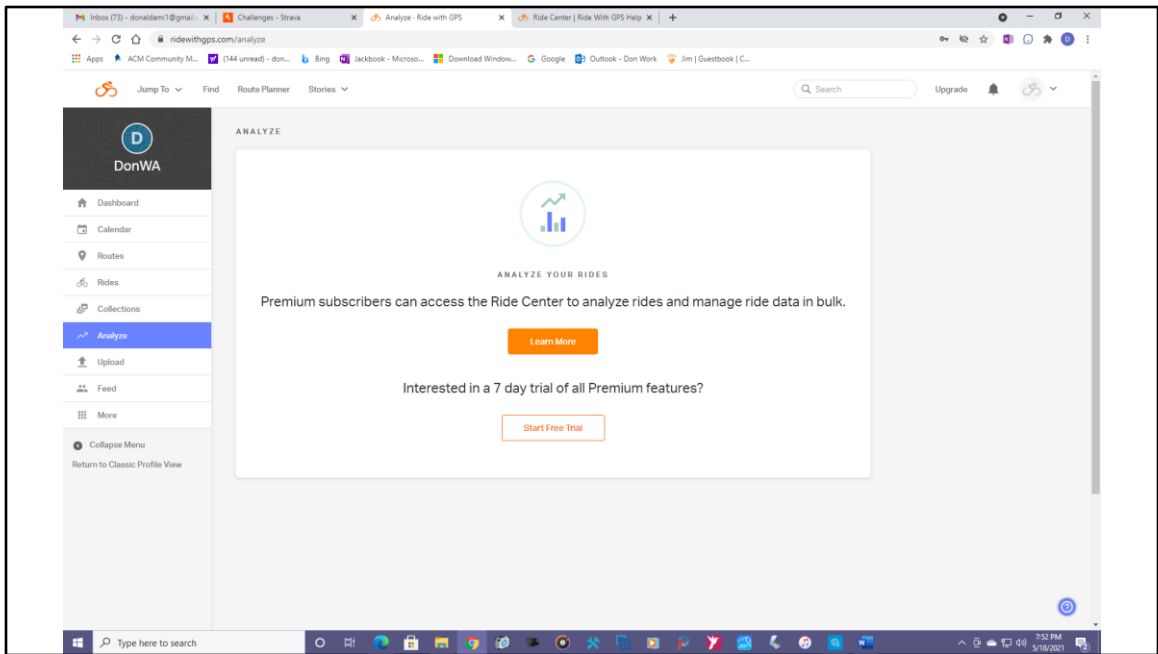 Inbox (73) - donaldami1@gmail.
Challenges - Strava
Analyze - Ride with GPS
Ride Center | Ride With GPS Help
ridewithgps.com/analyze
Apps
ACM Community M...
(144 unread) - don...
Bing
Jackbook - Microso...
Download Window...
Google
Outlook - Don Work
Jim | Guestbook | C...
Jump To
Find
Route Planner
Stories
Search
Upgrade
D
DonWA
Dashboard
Calendar
Routes
Rides
Collections
Analyze
Upload
Feed
More
Collapse Menu
Return to Classic Profile View
ANALYZE
ANALYZE YOUR RIDES
Premium subscribers can access the Ride Center to analyze rides and manage ride data in bulk.
Learn More
Interested in a 7 day trial of all Premium features?
Start Free Trial
Type here to search
7:52 PM
5/18/2021